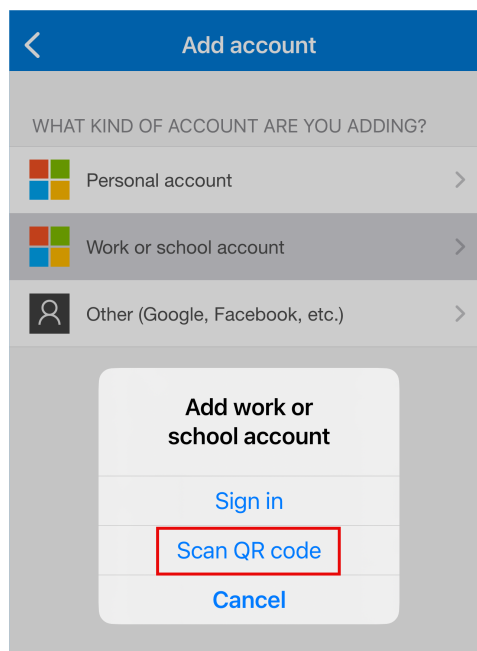 Add account
WHAT KIND OF ACCOUNT ARE YOU ADDING?
Personal account
Work or school account
Other (Google, Facebook, etc.)
Add work or
school account
Sign in
Scan QR code
Cancel